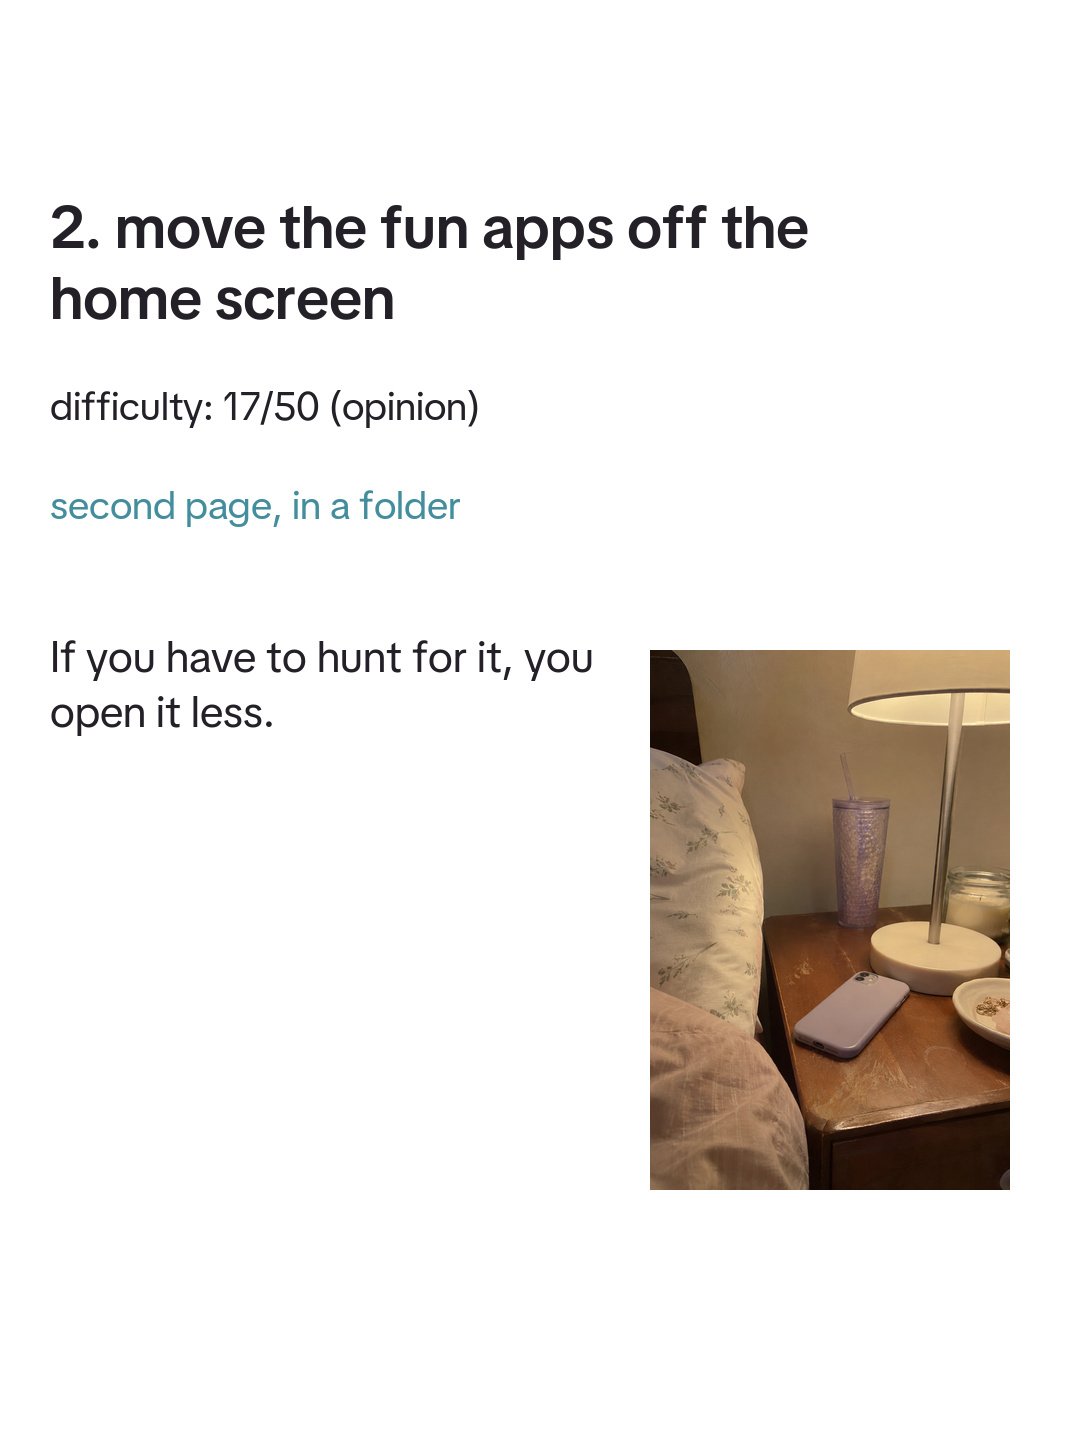 2. move the fun apps off the
home screen
difficulty: 17/50 (opinion)
second page, in a folder
If you have to hunt for it, you
open it less.